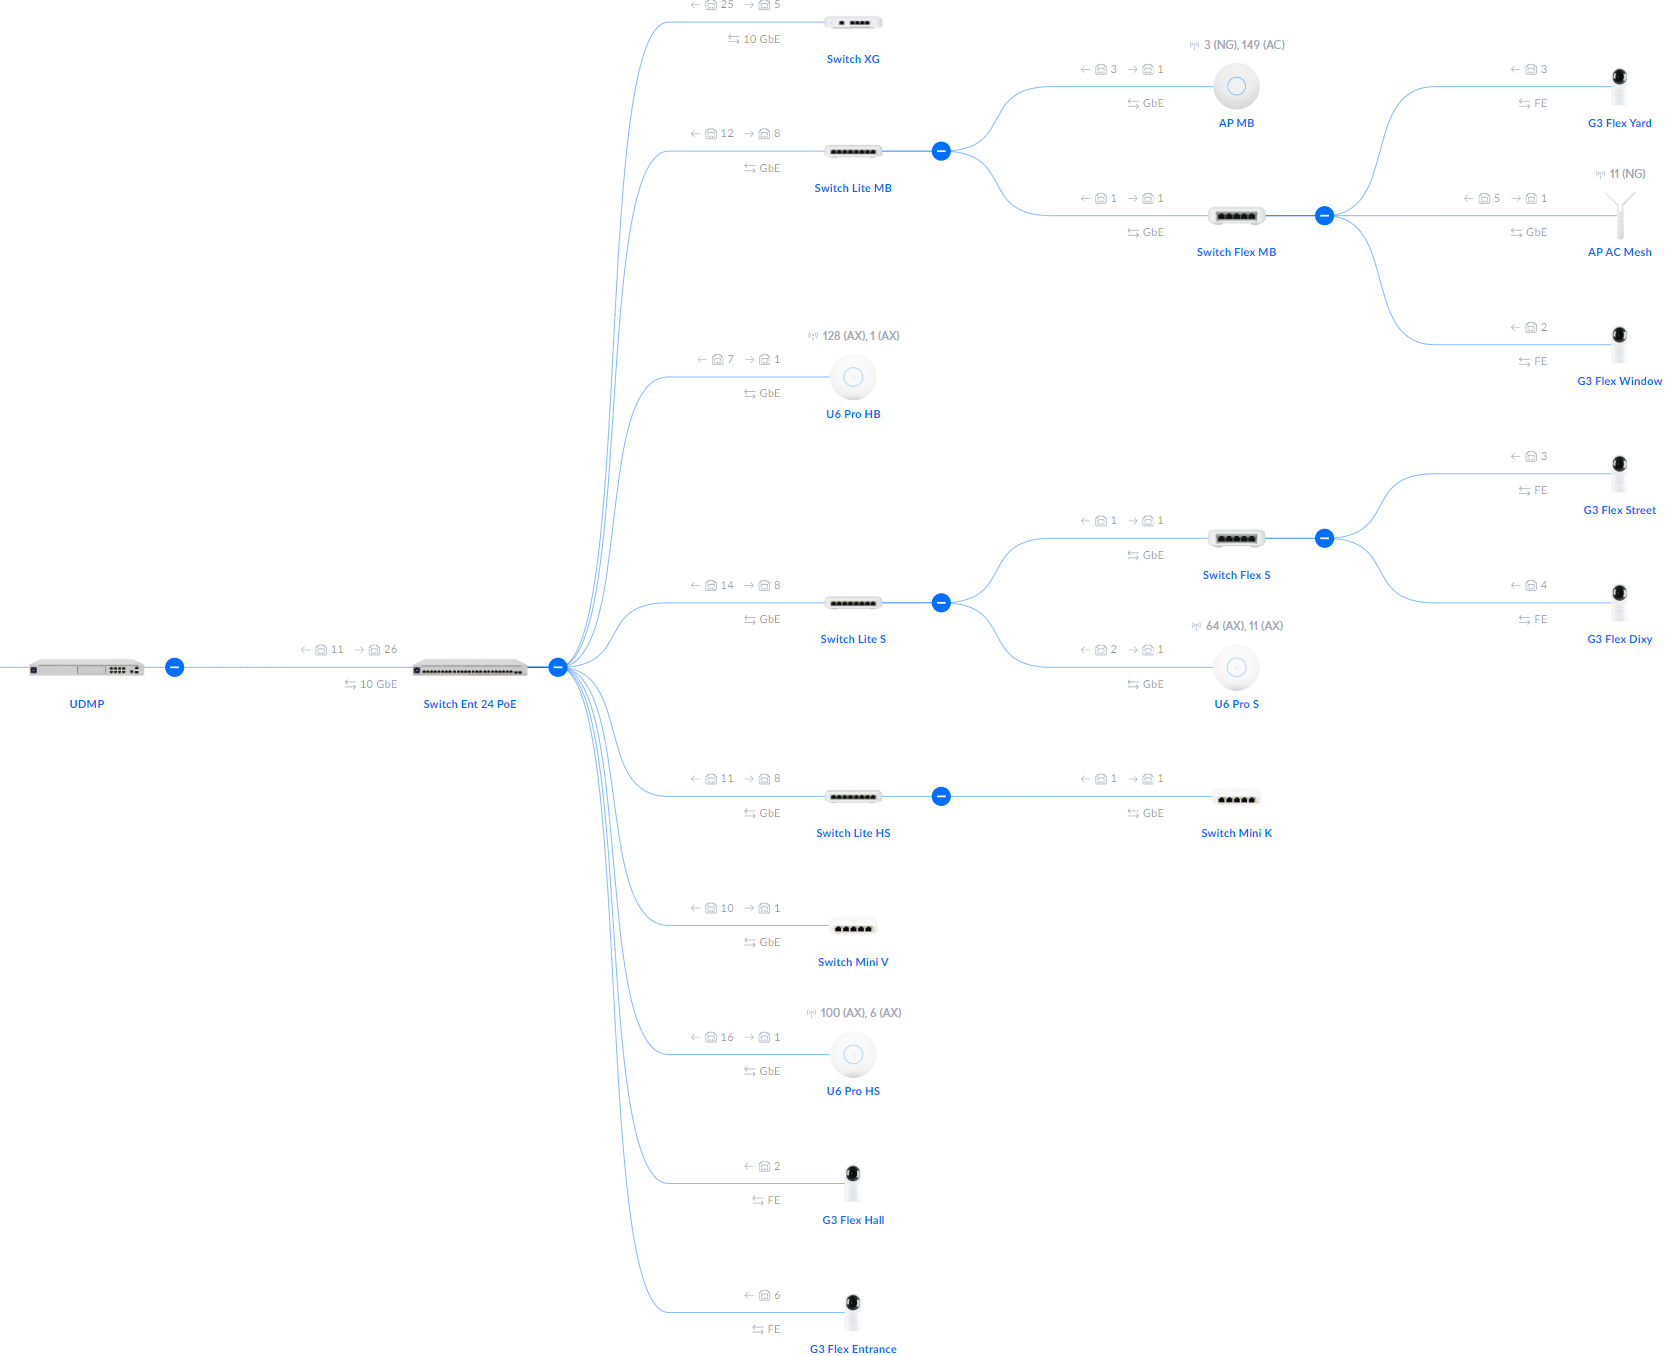 25 5
10 GbE
Switch XG
3 (NG), 149 (AC)
3 1
GbE
AP MB
3
FE
G3 Flex Yard
12 8
GbE
Switch Lite MB
11 (NG)
1 1
GbE
Switch Flex MB
5 1
GbE
AP AC Mesh
128 (AX), 1 (AX)
7 1
GbE
U6 Pro HB
2
FE
G3 Flex Window
3
FE
G3 Flex Street
1 1
GbE
Switch Flex S
14 8
GbE
Switch Lite S
4
FE
G3 Flex Dixy
64 (AX), 11 (AX)
2 1
GbE
U6 Pro S
UDMP
11 26
10 GbE
Switch Ent 24 PoE
11 8
GbE
Switch Lite HS
1 1
GbE
Switch Mini K
10 1
GbE
Switch Mini V
100 (AX), 6 (AX)
16 1
GbE
U6 Pro HS
2
FE
G3 Flex Hall
6
FE
G3 Flex Entrance